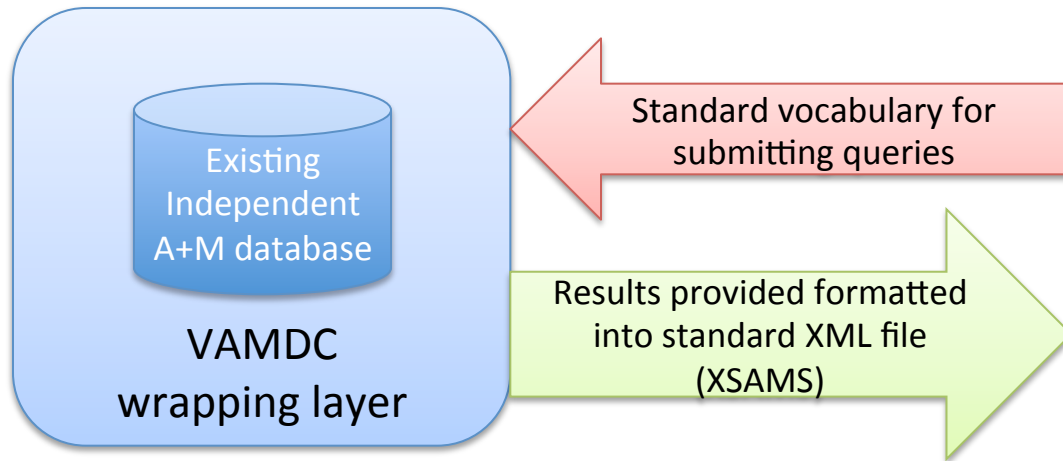 Existing
Independent
A+M database
VAMDC
wrapping layer
Standard vocabulary for
submitting queries
Results provided formatted
into standard XML file
(XSAMS)